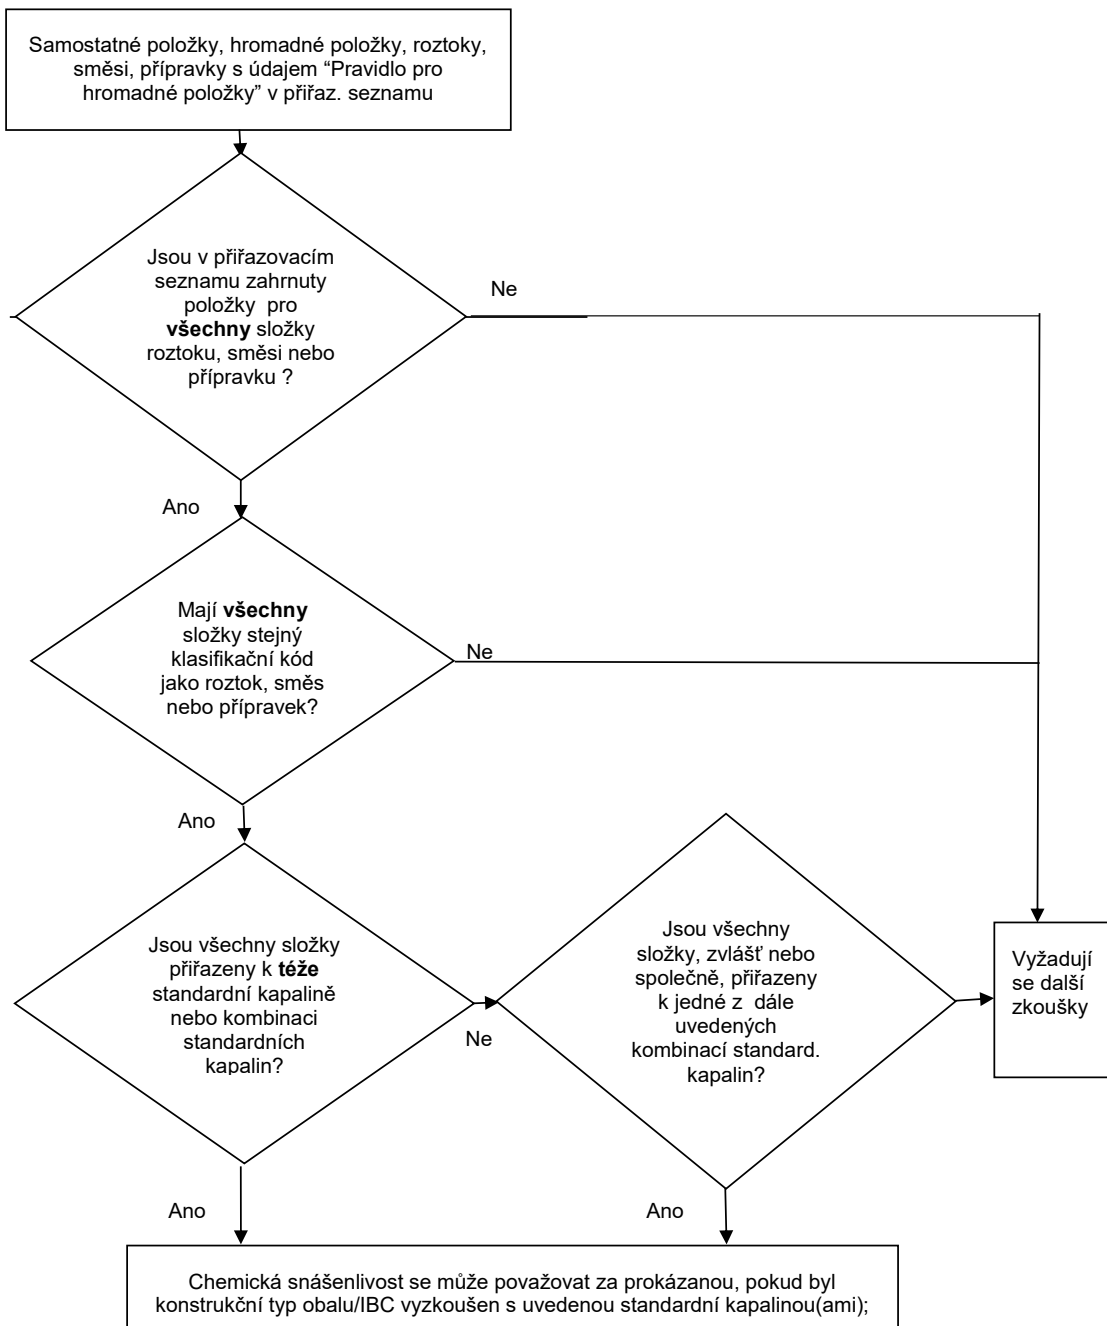 Samostatné položky, hromadné položky, roztoky,
směsi, přípravky s údajem “Pravidlo pro
hromadné položky” v přiřaz. seznamu
Jsou v přiřazovacím
seznamu zahrnuty
položky pro
všechny složky
roztoku, směsi nebo
přípravku ?
Ne
Ano
Mají všechny
složky stejný
klasifikační kód
jako roztok, směs
nebo přípravek?
Ne
Ano
Jsou všechny složky
přiřazeny k téže
standardní kapalině
nebo kombinaci
standardních
kapalin?
Ne
Jsou všechny
složky, zvlášť nebo
společně, přiřazeny
k jedné z dále
uvedených
kombinací standard.
kapalin?
Vyžadují
se další
zkoušky
Ano
Ano
Chemická snášenlivost se může považovat za prokázanou, pokud byl
konstrukční typ obalu/IBC vyzkoušen s uvedenou standardní kapalinou(ami);